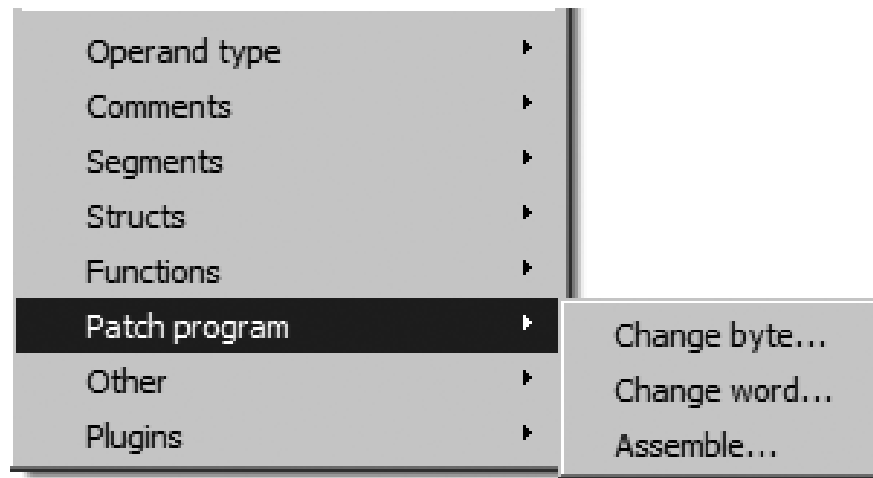 Operand type
Comments
Segments
Structs
Functions
Patch program
Other
Plugins
Change byte...
Change word...
Assemble...